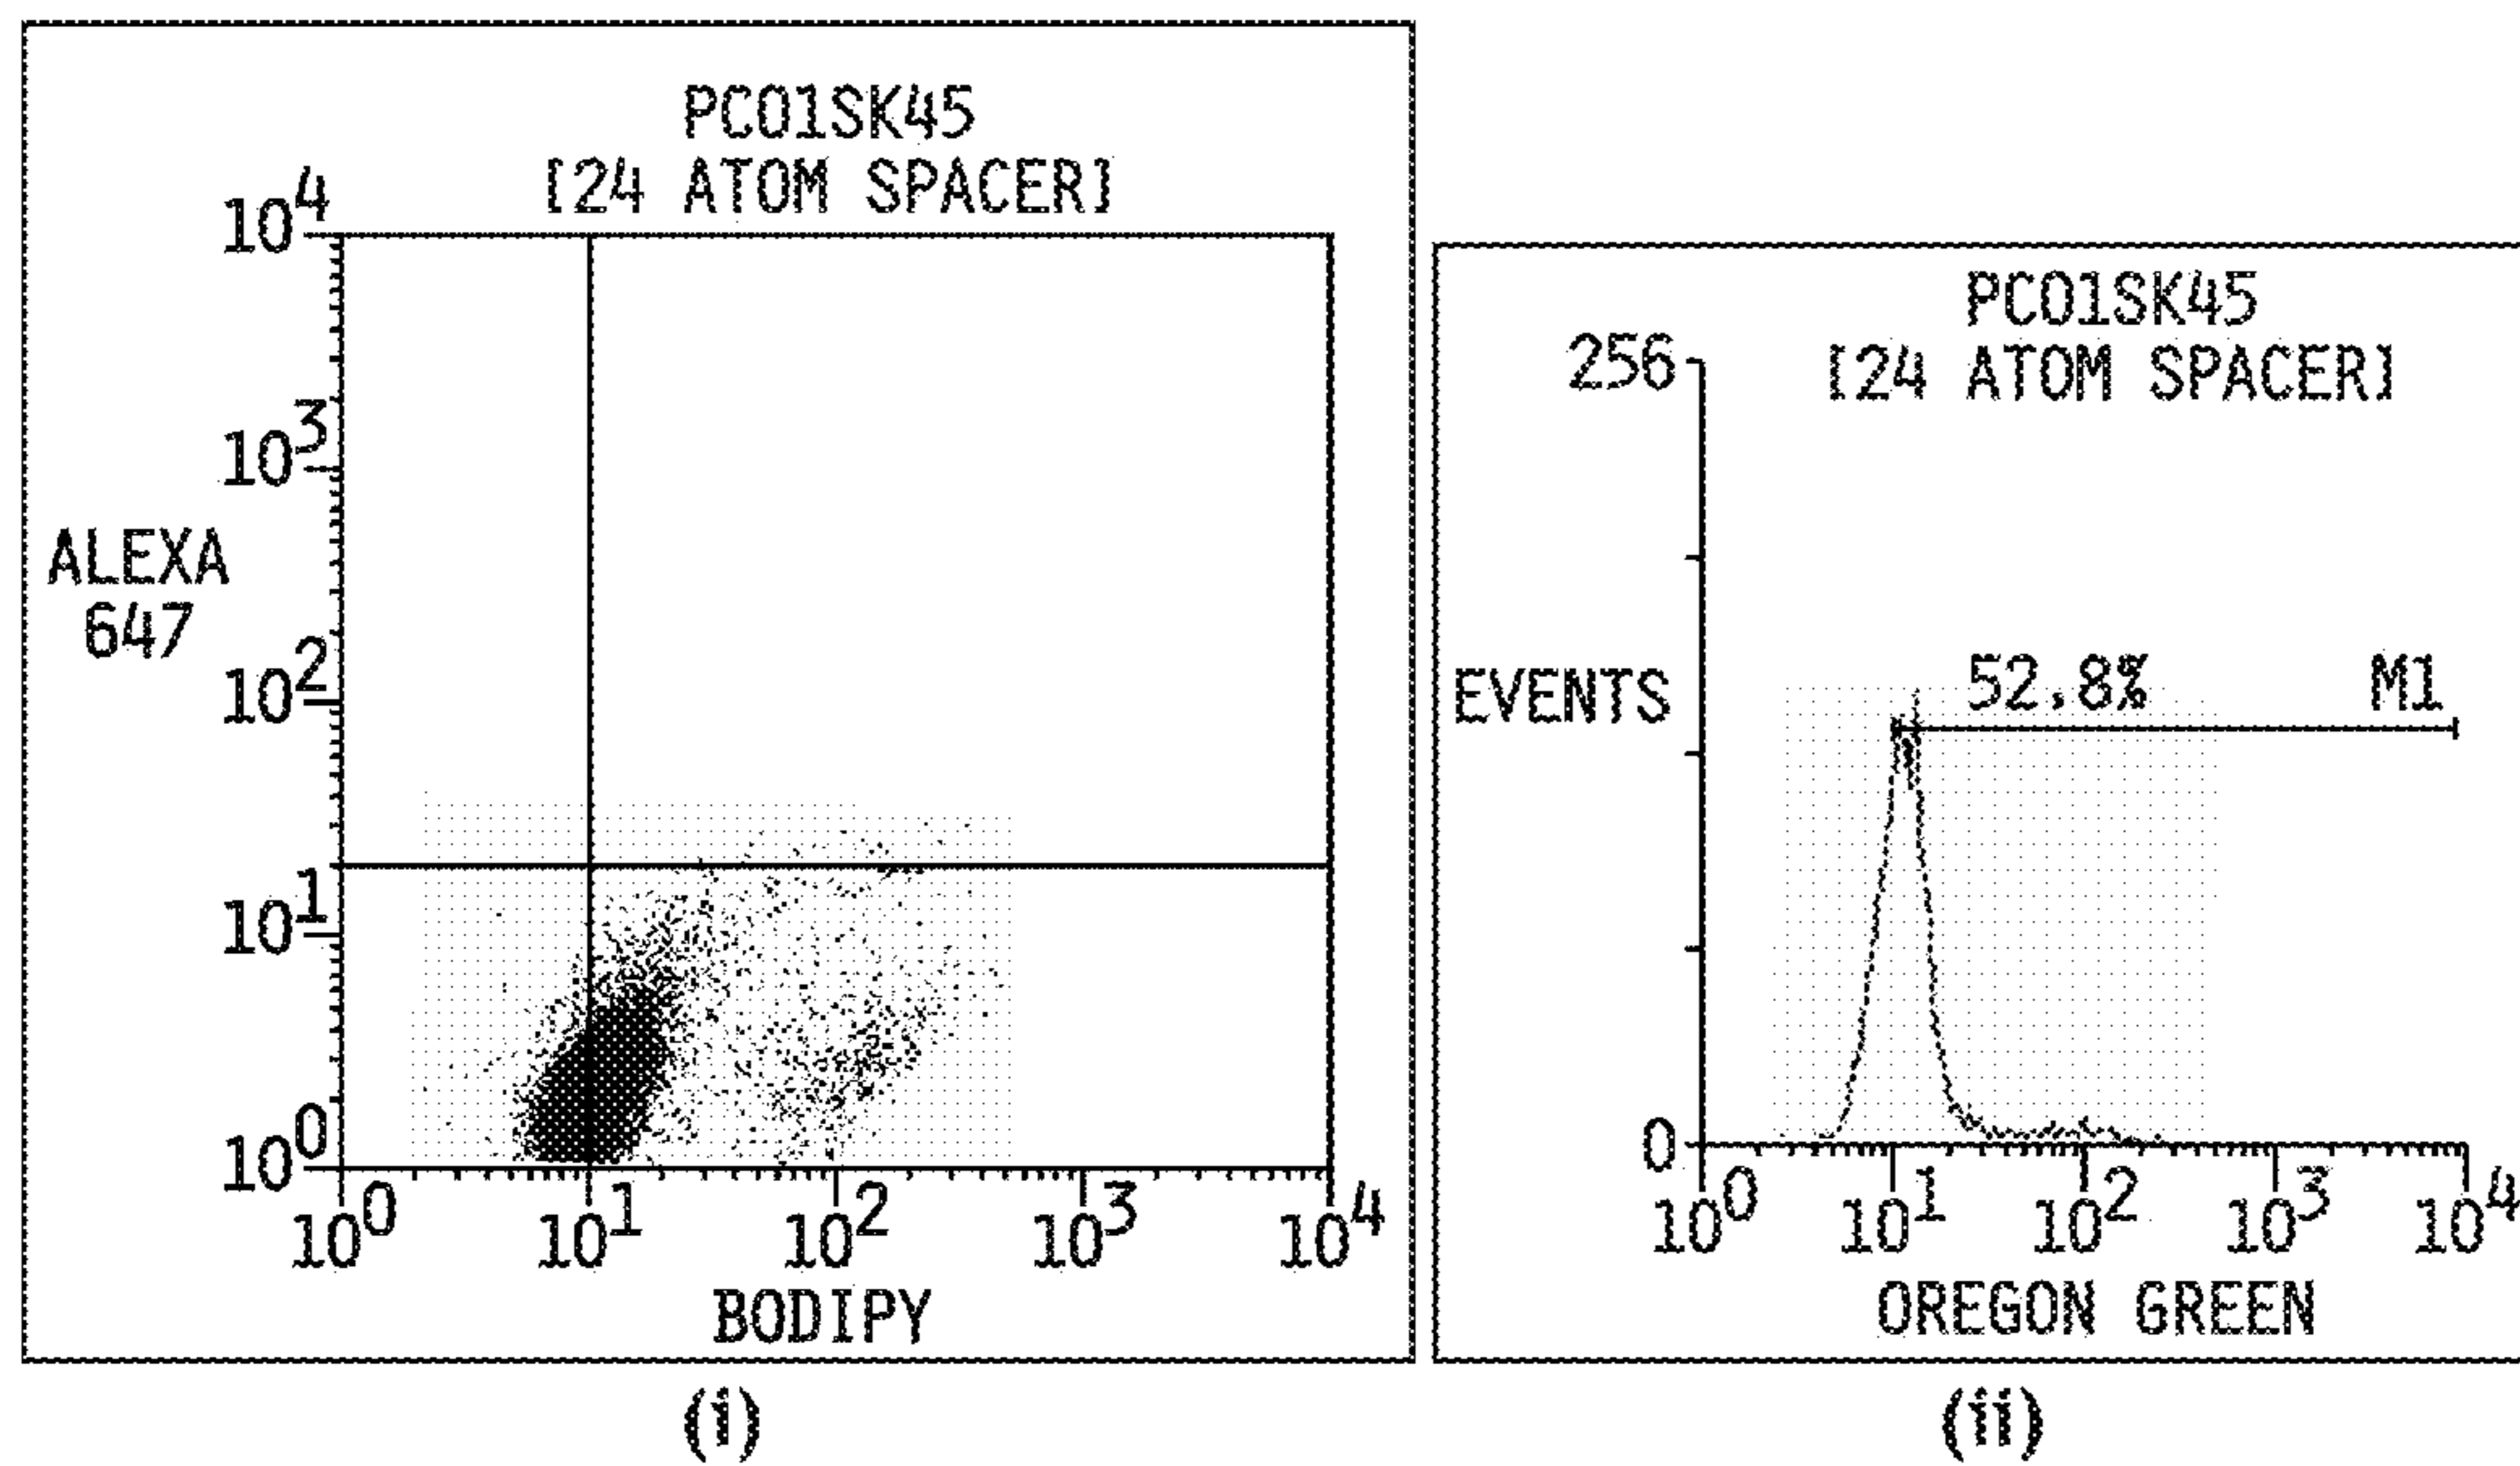 PC01SK45
[24 ATOM SPACER]
10^4
10^3
ALEXA
647
10^2
10^1
10^0
10^0 10^1 10^2 10^3 10^4
BODIPY
(i)
PC01SK45
[24 ATOM SPACER]
256
52.8% M1
EVENTS
0
10^0 10^1 10^2 10^3 10^4
OREGON GREEN
(ii)